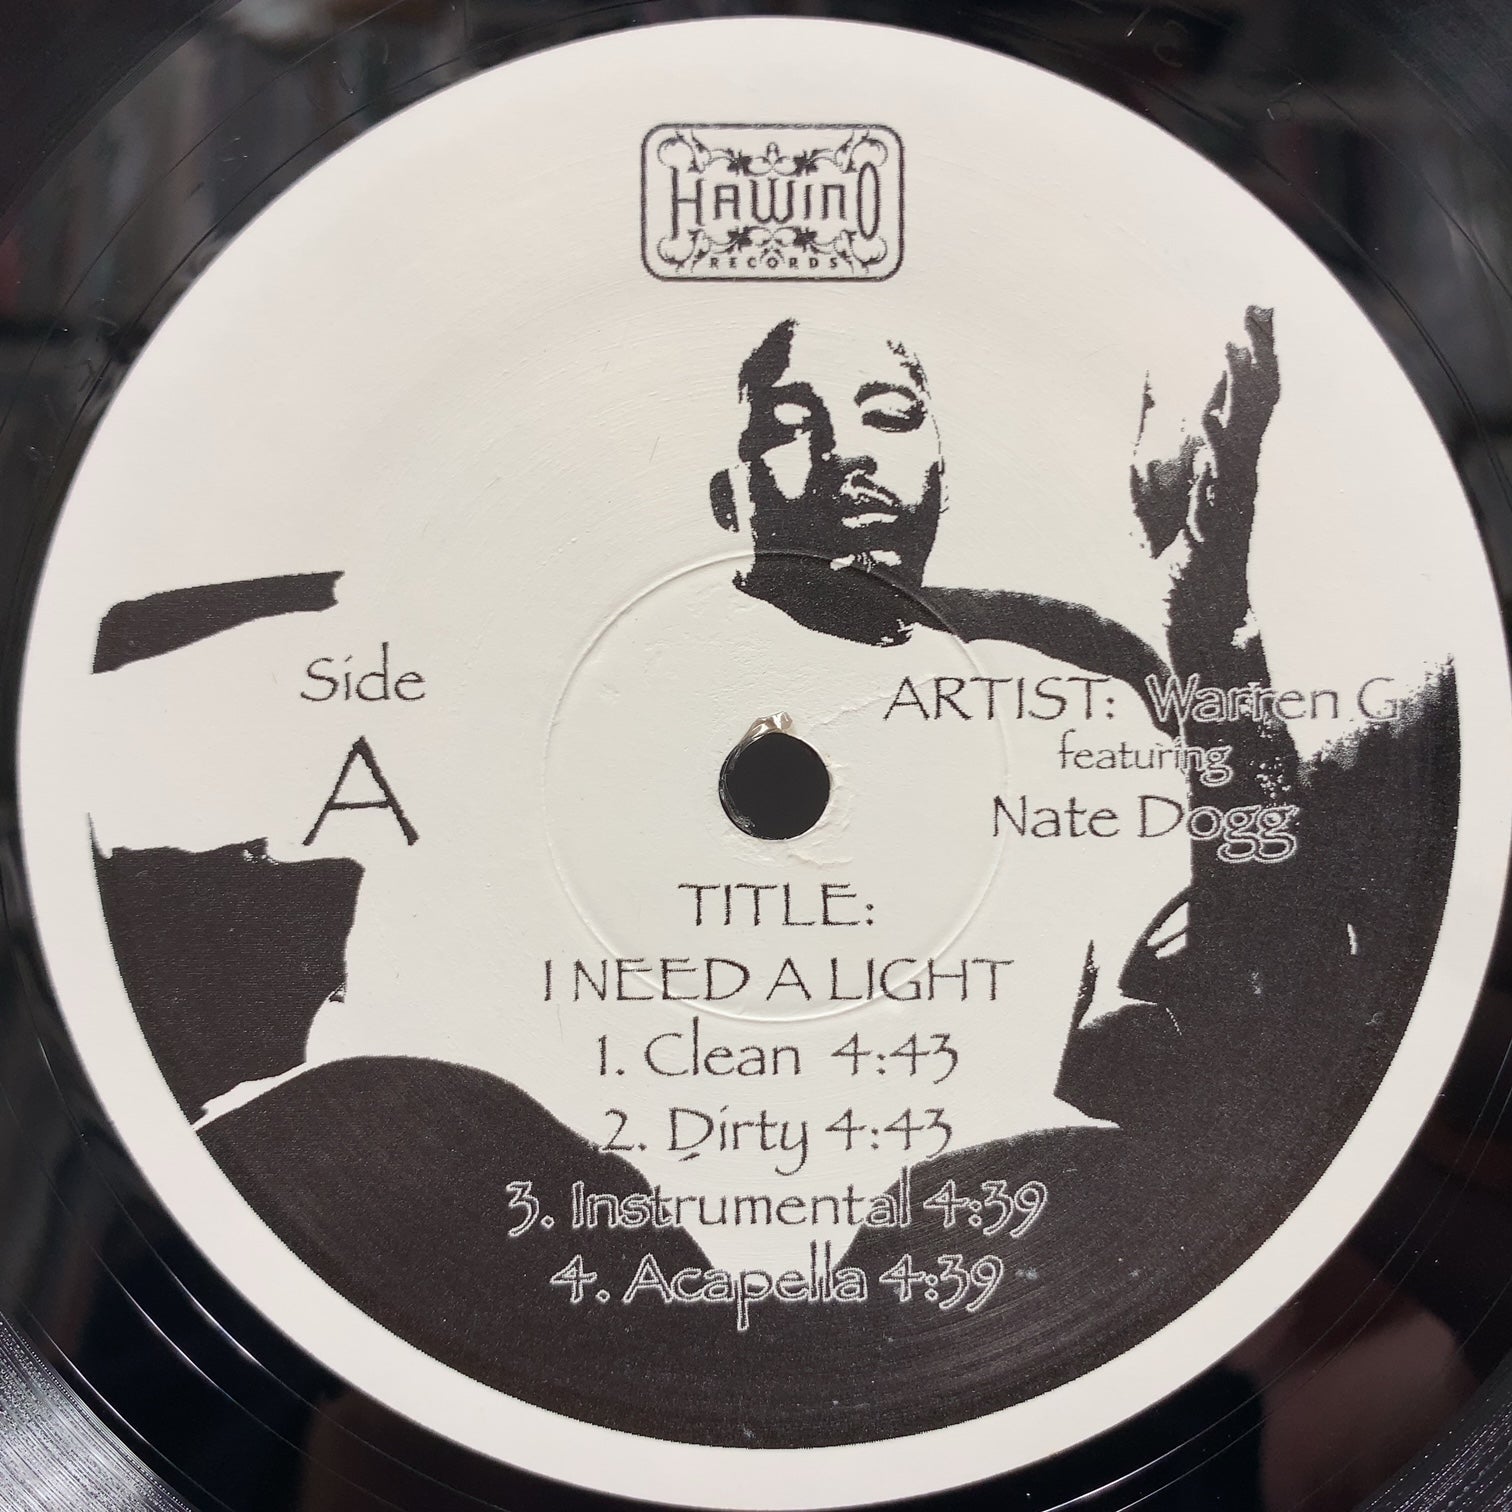 HAWINO
RECORDS
Side
A
ARTIST: Warren G
featuring
Nate Dogg
TITLE:
I NEED A LIGHT
1. Clean 4:43
2. Dirty 4:43
3. Instrumental 4:39
4. Acapella 4:39